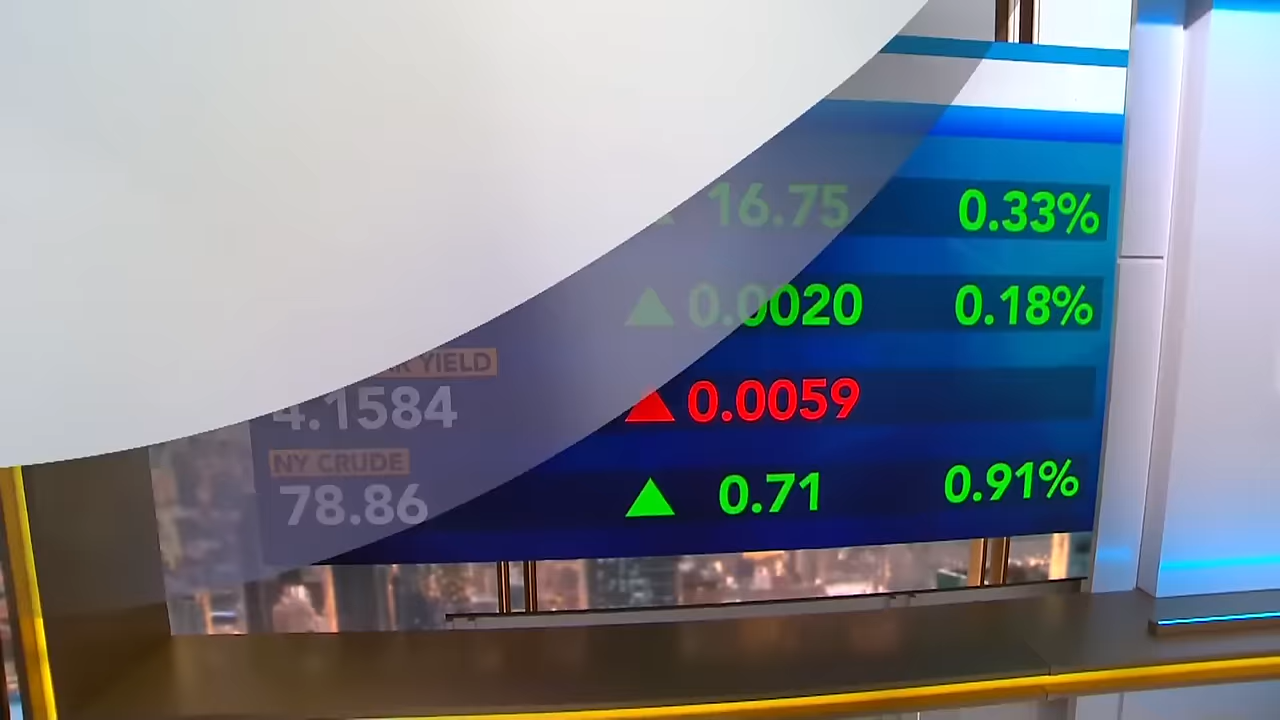 ▲ 16.75 0.33%
▲ 0.0020 0.18%
YIELD
4.1584 ▲ 0.0059
NY CRUDE
78.86 ▲ 0.71 0.91%